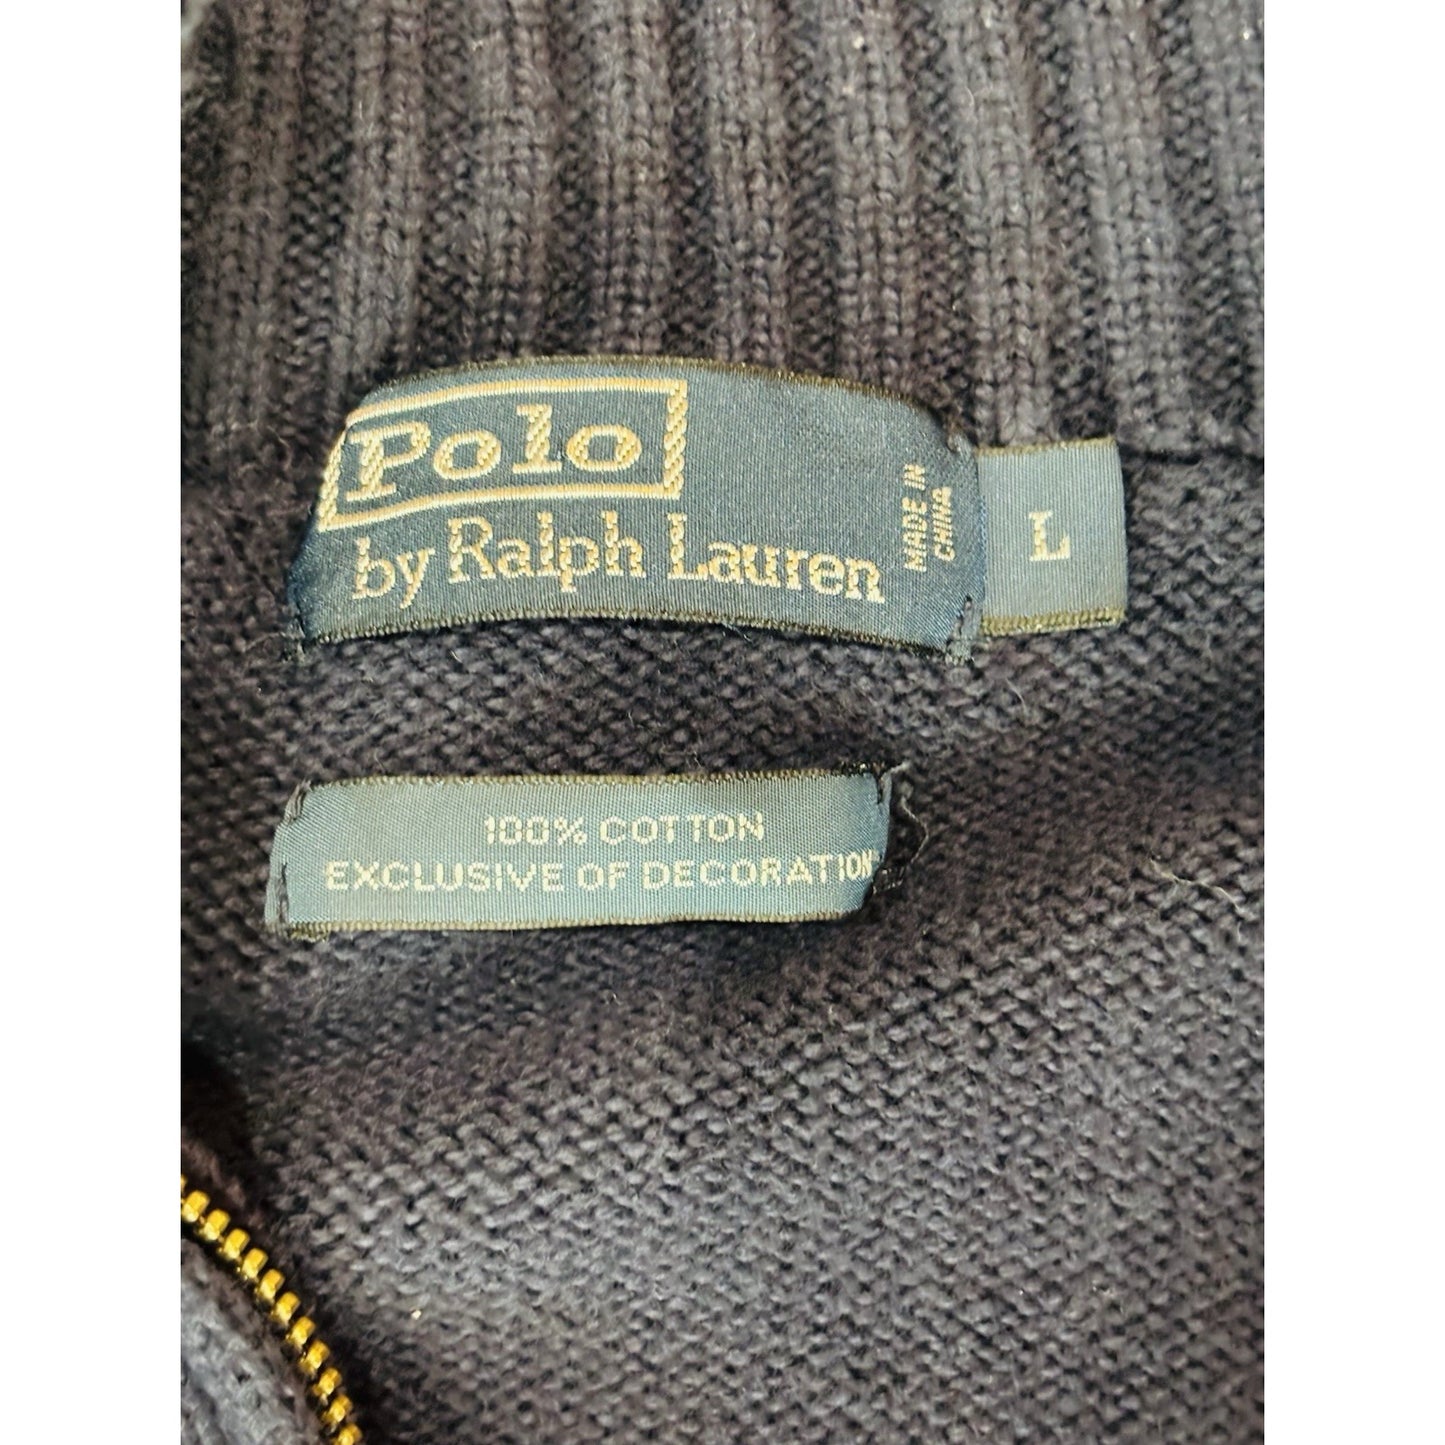 Polo
by Ralph Lauren
MADE IN
CHINA
L
100% COTTON
EXCLUSIVE OF DECORATION